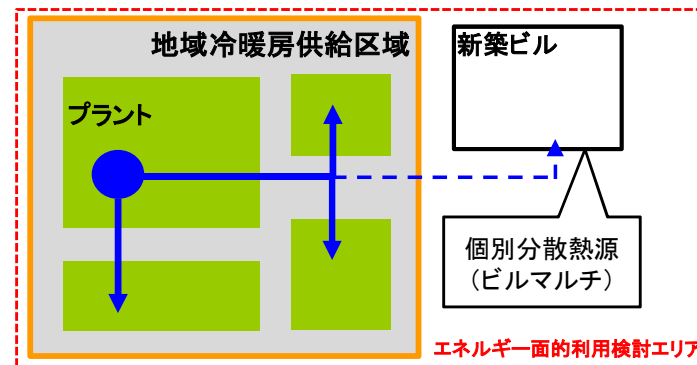 地域冷暖房供給区域
新築ビル
プラント
個別分散熱源
（ビルマルチ）
エネルギー面的利用検討エリア